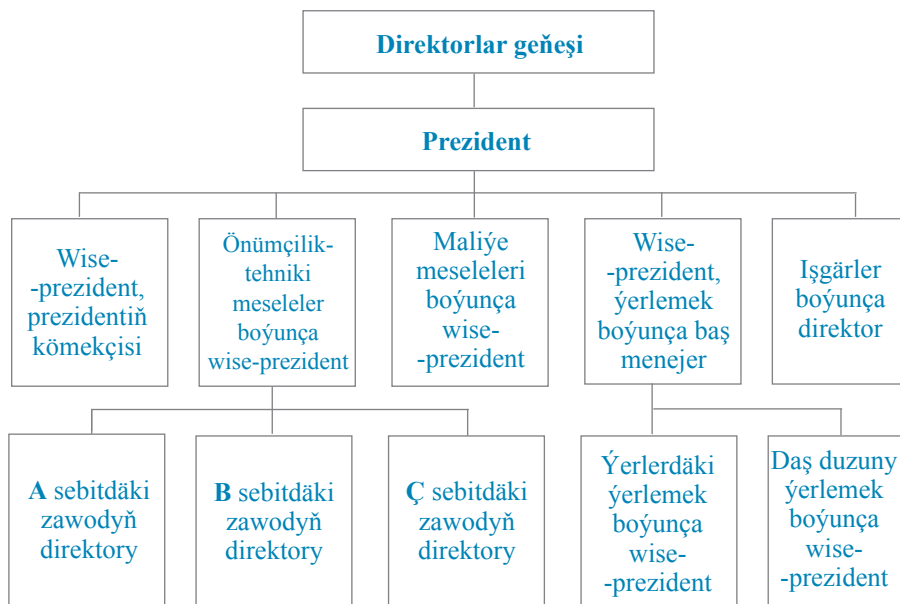 Direktorlar geňeşi
Prezident
Wise-
-prezident,
prezidentiň
kömekçisi
Önümçilik-
tehniki
meseleler
boýunça
wise-prezident
Maliýe
meseleleri
boýunça
wise-
-prezident
Wise-
-prezident,
ýerlemek
boýunça baş
menejer
Işgärler
boýunça
direktor
A sebitdäki
zawodyň
direktory
B sebitdäki
zawodyň
direktory
Ç sebitdäki
zawodyň
direktory
Ýerlerdäki
ýerlemek
boýunça
wise-
-prezident
Daş duzuny
ýerlemek
boýunça
wise-
-prezident